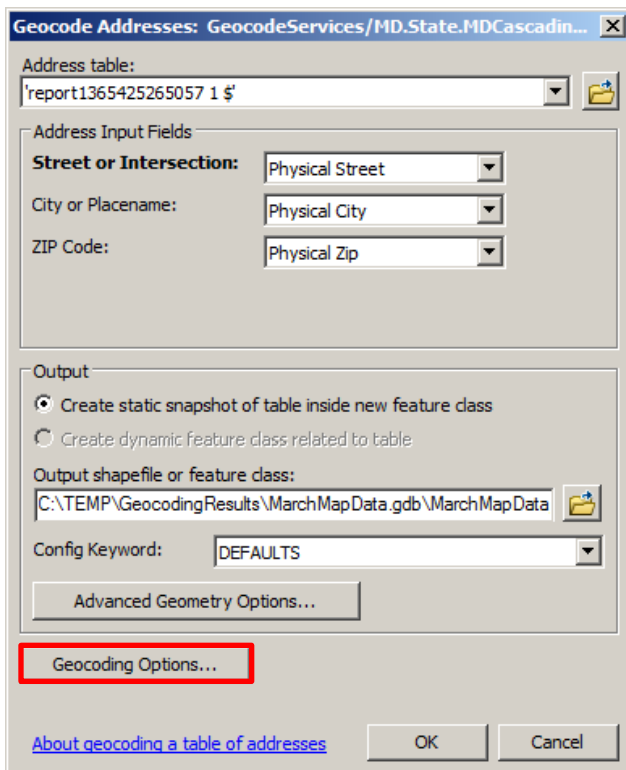 Geocode Addresses: GeocodeServices/MD.State.MDCascadin...
Address table:
'report1365425265057 1 $'
Address Input Fields
Street or Intersection: Physical Street
City or Placename: Physical City
ZIP Code: Physical Zip
Output
Create static snapshot of table inside new feature class
Create dynamic feature class related to table
Output shapefile or feature class:
C:\TEMP\GeocodingResults\MarchMapData.gdb\MarchMapData
Config Keyword: DEFAULTS
Advanced Geometry Options...
Geocoding Options...
About geocoding a table of addresses OK Cancel